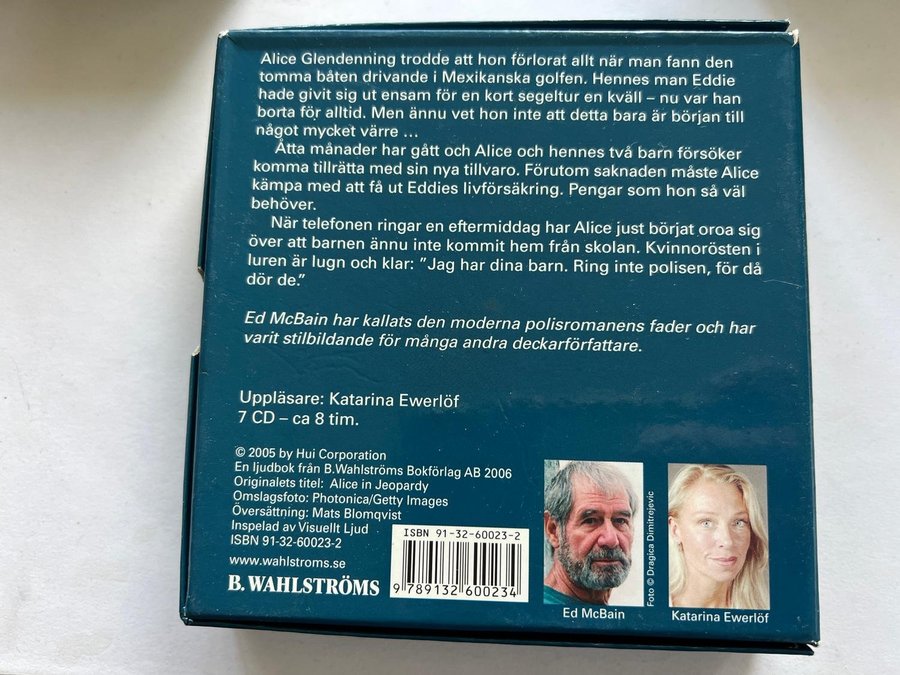 Alice Glendenning trodde att hon förlorat allt när man fann den
tomma båten drivande i Mexikanska golfen. Hennes man Eddie
hade givit sig ut ensam för en kort segeltur en kväll – nu var han
borta för alltid. Men ännu vet hon inte att detta bara är början till
något mycket värre ...
Åtta månader har gått och Alice och hennes två barn försöker
komma tillrätta med sin nya tillvaro. Förutom saknaden måste Alice
kämpa med att få ut Eddies livförsäkring. Pengar som hon så väl
behöver.
När telefonen ringar en eftermiddag har Alice just börjat oroa sig
över att barnen ännu inte kommit hem från skolan. Kvinnorösten i
luren är lugn och klar: ”Jag har dina barn. Ring inte polisen, för då
dör de.”
Ed McBain har kallats den moderna polisromanens fader och har
varit stilbildande för många andra deckarförfattare.
Uppläsare: Katarina Ewerlöf
7 CD – ca 8 tim.
© 2005 by Hui Corporation
En ljudbok från B.Wahlströms Bokförlag AB 2006
Originalets titel: Alice in Jeopardy
Omslagsfoto: Photonica/Getty Images
Översättning: Mats Blomqvist
Inspelad av Visuellt Ljud
ISBN 91-32-60023-2
www.wahlstroms.se
B. WAHLSTRÖMS
ISBN 91-32-60023-2
9 789132 600234
Ed McBain
Foto © Dragica Dimitrejevic
Katarina Ewerlöf